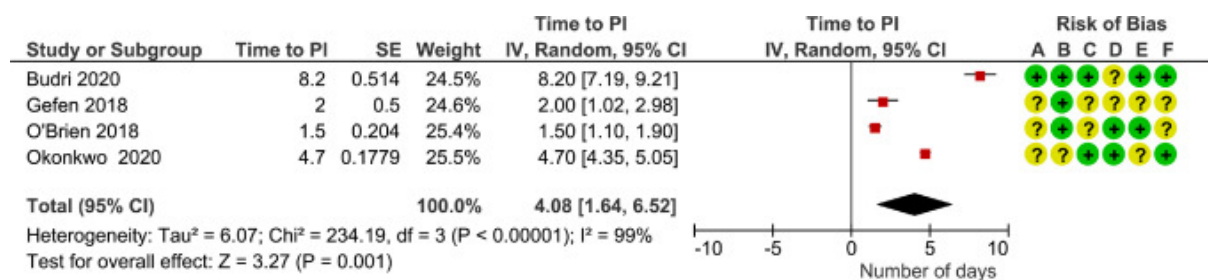 Time to PI Time to PI Risk of Bias
Study or Subgroup Time to PI SE Weight IV, Random, 95% CI IV, Random, 95% CI A B C D E F
Budri 2020 8.2 0.514 24.5% 8.20 [7.19, 9.21] + + + ? + +
Gefen 2018 2 0.5 24.6% 2.00 [1.02, 2.98] ? + ? ? ? ?
O'Brien 2018 1.5 0.204 25.4% 1.50 [1.10, 1.90] ? + ? + + ?
Okonkwo 2020 4.7 0.1779 25.5% 4.70 [4.35, 5.05] ? ? + + ? +
Total (95% CI) 100.0% 4.08 [1.64, 6.52]
Heterogeneity: Tau² = 6.07; Chi² = 234.19, df = 3 (P < 0.00001); I² = 99%
Test for overall effect: Z = 3.27 (P = 0.001)
-10 -5 0 5 10
Number of days